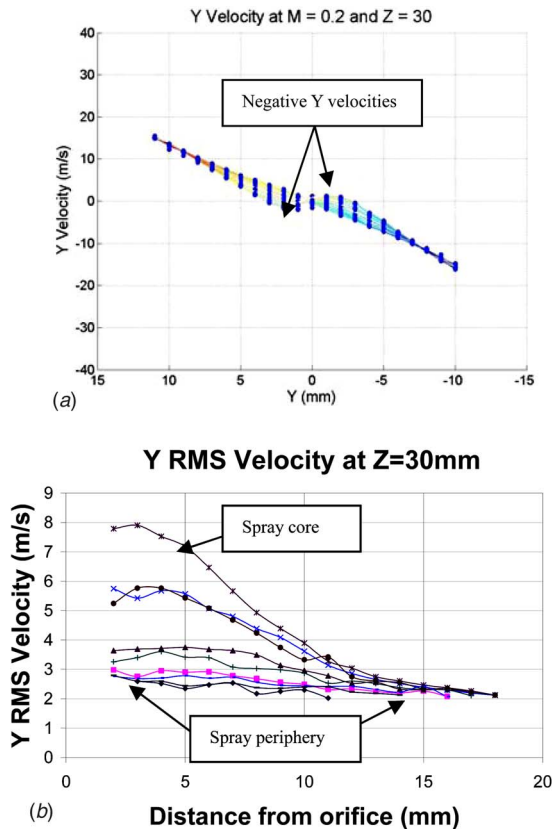 Y Velocity at M = 0.2 and Z = 30
40
30
20
10
0
-10
-20
-30
-40
Y Velocity (m/s)
Negative Y velocities
15
10
5
0
-5
-10
-15
Y (mm)
(a)
Y RMS Velocity at Z=30mm
9
8
7
6
5
4
3
2
1
0
Y RMS Velocity (m/s)
Spray core
Spray periphery
0
5
10
15
20
(b)
Distance from orifice (mm)